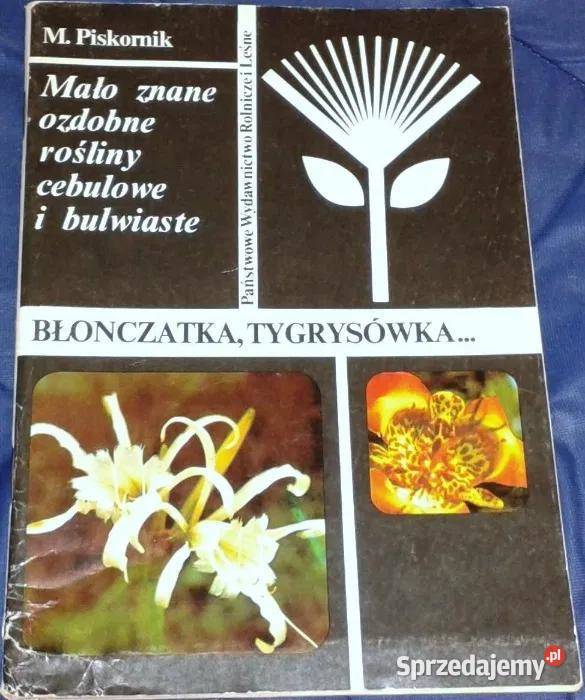 M. Piskornik
Mało znane
ozdobne
rośliny
cebulowe
i bulwiaste
Państwowe Wydawnictwo Rolnicze i Leśne
BŁONCZATKA, TYGRYSÓWKA...
Sprzedajemy.pl